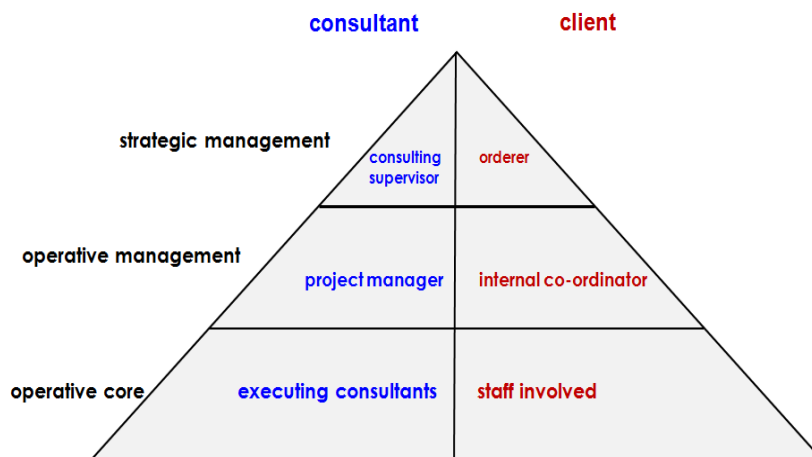 consultant client
strategic management
consulting
supervisor
orderer
operative management
project manager
internal co-ordinator
operative core
executing consultants
staff involved